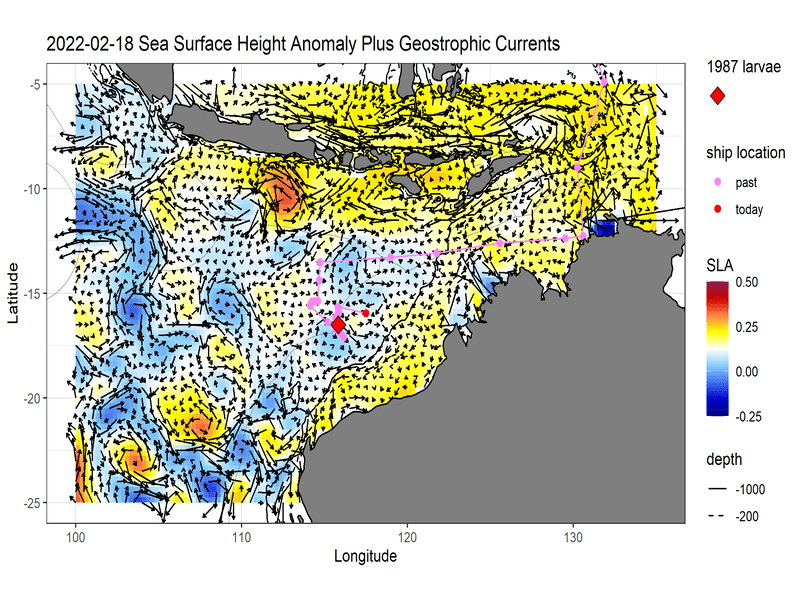 2022-02-18 Sea Surface Height Anomaly Plus Geostrophic Currents
-5
-10
-15
-20
-25
Latitude
100
110
120
130
Longitude
1987 larvae
ship location
past
today
SLA
0.50
0.25
0.00
-0.25
depth
-1000
-200